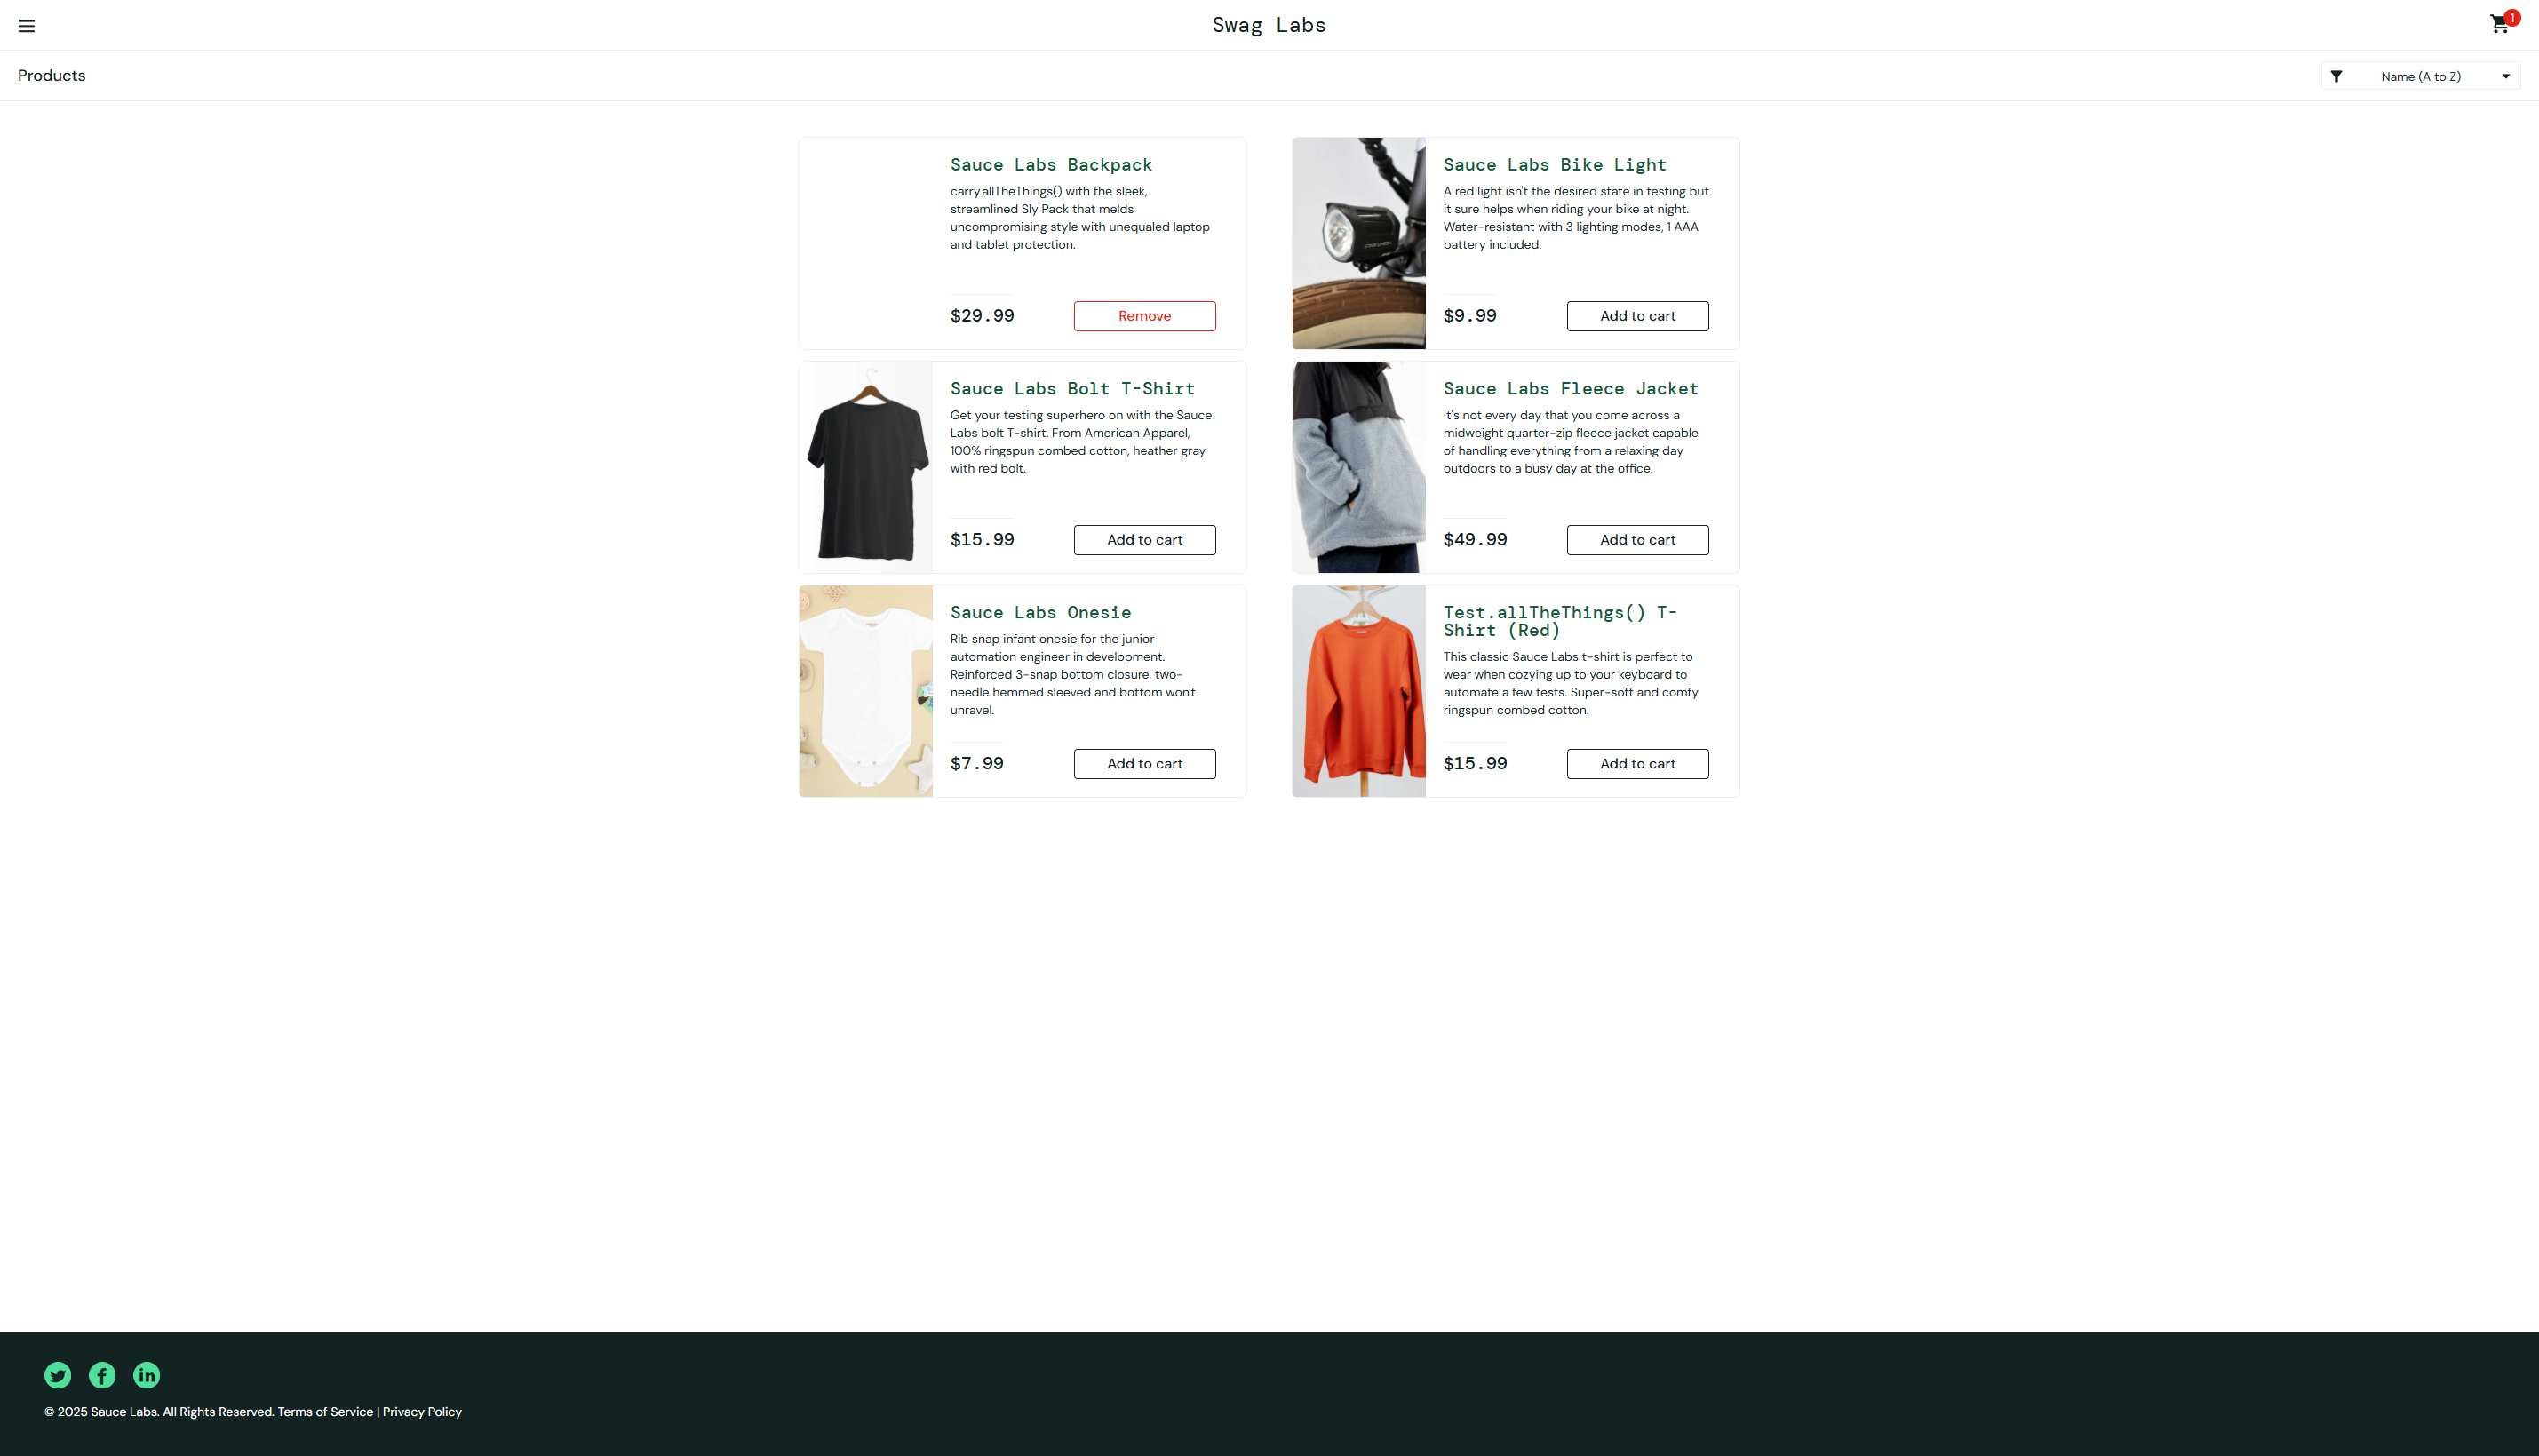 Swag Labs
1
Products
Name (A to Z)
Sauce Labs Backpack
carry.allTheThings() with the sleek,
streamlined Sly Pack that melds
uncompromising style with unequaled laptop
and tablet protection.
$29.99
Remove
Sauce Labs Bike Light
A red light isn't the desired state in testing but
it sure helps when riding your bike at night.
Water-resistant with 3 lighting modes, 1 AAA
battery included.
$9.99
Add to cart
Sauce Labs Bolt T-Shirt
Get your testing superhero on with the Sauce
Labs bolt T-shirt. From American Apparel,
100% ringspun combed cotton, heather gray
with red bolt.
$15.99
Add to cart
Sauce Labs Fleece Jacket
It's not every day that you come across a
midweight quarter-zip fleece jacket capable
of handling everything from a relaxing day
outdoors to a busy day at the office.
$49.99
Add to cart
Sauce Labs Onesie
Rib snap infant onesie for the junior
automation engineer in development.
Reinforced 3-snap bottom closure, two-
needle hemmed sleeved and bottom won't
unravel.
$7.99
Add to cart
Test.allTheThings() T-
Shirt (Red)
This classic Sauce Labs t-shirt is perfect to
wear when cozying up to your keyboard to
automate a few tests. Super-soft and comfy
ringspun combed cotton.
$15.99
Add to cart
© 2025 Sauce Labs. All Rights Reserved. Terms of Service | Privacy Policy